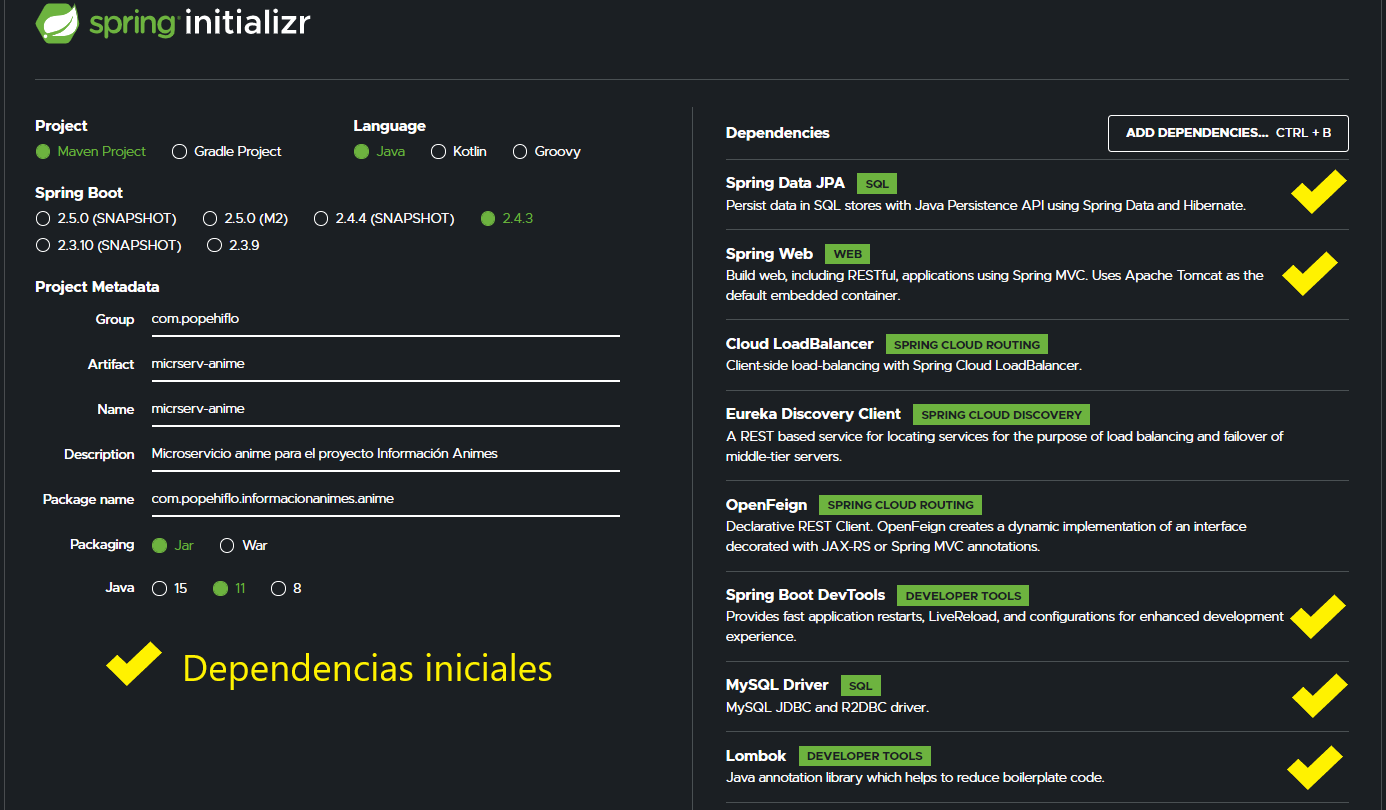 spring initializr
Project
Maven Project Gradle Project
Language
Java Kotlin Groovy
Spring Boot
2.5.0 (SNAPSHOT) 2.5.0 (M2) 2.4.4 (SNAPSHOT) 2.4.3
2.3.10 (SNAPSHOT) 2.3.9
Project Metadata
Group com.popehiflo
Artifact micrserv-anime
Name micrserv-anime
Description Microservicio anime para el proyecto Información Animes
Package name com.popehiflo.informacionanimes.anime
Packaging Jar War
Java 15 11 8
Dependencias iniciales
Dependencies ADD DEPENDENCIES... CTRL + B
Spring Data JPA SQL
Persist data in SQL stores with Java Persistence API using Spring Data and Hibernate.
Spring Web WEB
Build web, including RESTful, applications using Spring MVC. Uses Apache Tomcat as the
default embedded container.
Cloud LoadBalancer SPRING CLOUD ROUTING
Client-side load-balancing with Spring Cloud LoadBalancer.
Eureka Discovery Client SPRING CLOUD DISCOVERY
A REST based service for locating services for the purpose of load balancing and failover of
middle-tier servers.
OpenFeign SPRING CLOUD ROUTING
Declarative REST Client. OpenFeign creates a dynamic implementation of an interface
decorated with JAX-RS or Spring MVC annotations.
Spring Boot DevTools DEVELOPER TOOLS
Provides fast application restarts, LiveReload, and configurations for enhanced development
experience.
MySQL Driver SQL
MySQL JDBC and R2DBC driver.
Lombok DEVELOPER TOOLS
Java annotation library which helps to reduce boilerplate code.